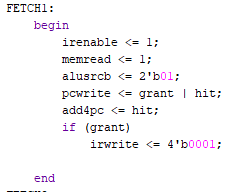 FETCH1:
begin
irenable <= 1;
memread <= 1;
alusrcb <= 2'b01;
pcwrite <= grant | hit;
add4pc <= hit;
if (grant)
irwrite <= 4'b0001;
end